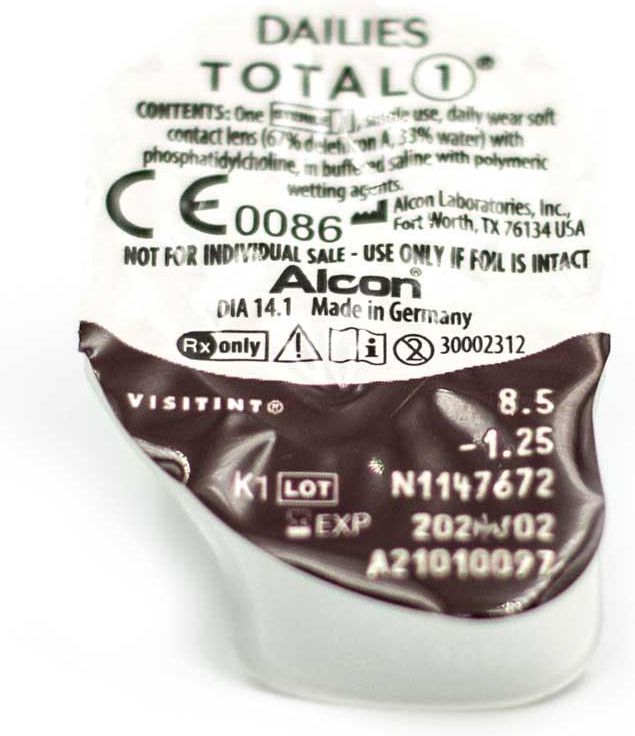 DAILIES
TOTAL1®
CONTENTS: One use, daily wear soft
contact lens (67% A, 33% water) with
phosphatidylcholine, in buffered saline with polymeric
wetting agents.
CE 0086 Alcon Laboratories, Inc.,
Fort Worth, TX 76134 USA
NOT FOR INDIVIDUAL SALE - USE ONLY IF FOIL IS INTACT
Alcon®
DIA 14.1 Made in Germany
Rx only 30002312
VISITINT® 8.5
-1.25
K1 LOT N1147672
EXP
A21010097